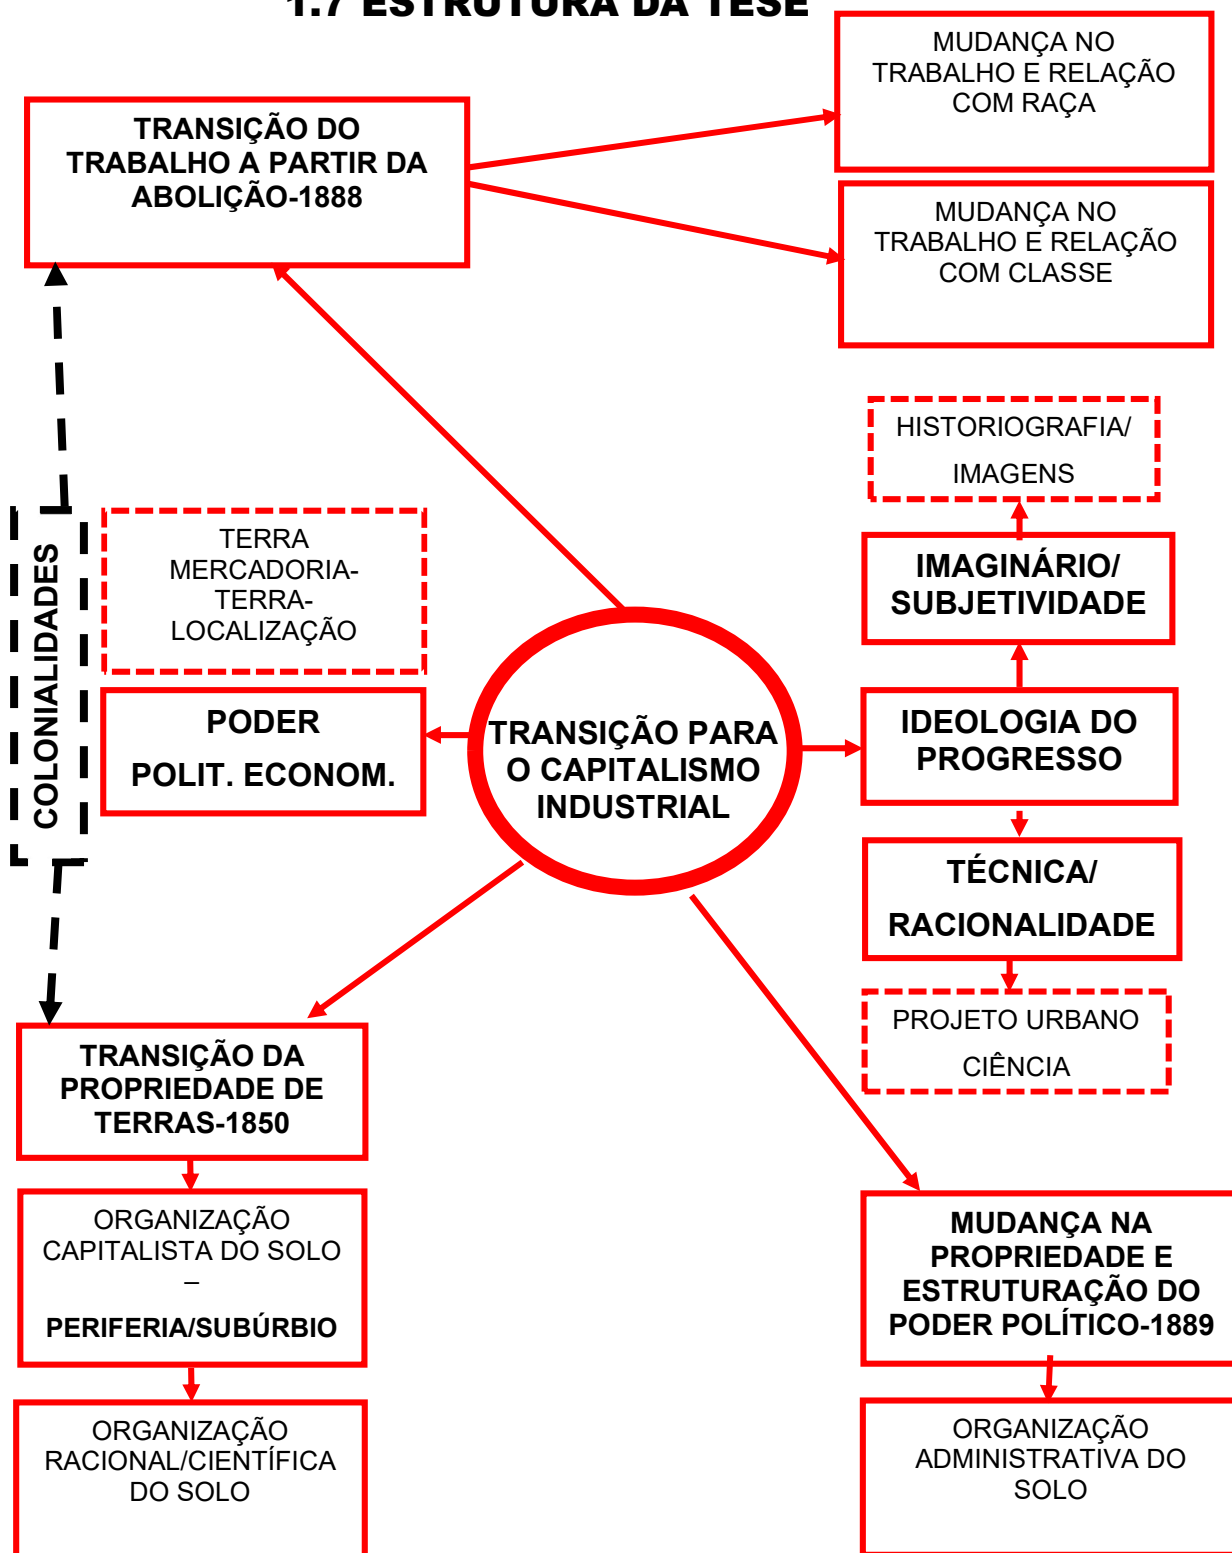 1.7 ESTRUTURA DA TESE
MUDANÇA NO
TRABALHO E RELAÇÃO
COM RAÇA
TRANSIÇÃO DO
TRABALHO A PARTIR DA
ABOLIÇÃO-1888
MUDANÇA NO
TRABALHO E RELAÇÃO
COM CLASSE
HISTORIOGRAFIA/
IMAGENS
COLONIALIDADES
TERRA
MERCADORIA-
TERRA-
LOCALIZAÇÃO
IMAGINÁRIO/
SUBJETIVIDADE
PODER
POLIT. ECONOM.
TRANSIÇÃO PARA
O CAPITALISMO
INDUSTRIAL
IDEOLOGIA DO
PROGRESSO
TÉCNICA/
RACIONALIDADE
PROJETO URBANO
CIÊNCIA
TRANSIÇÃO DA
PROPRIEDADE DE
TERRAS-1850
ORGANIZAÇÃO
CAPITALISTA DO SOLO
–
PERIFERIA/SUBÚRBIO
MUDANÇA NA
PROPRIEDADE E
ESTRUTURAÇÃO DO
PODER POLÍTICO-1889
ORGANIZAÇÃO
RACIONAL/CIENTÍFICA
DO SOLO
ORGANIZAÇÃO
ADMINISTRATIVA DO
SOLO